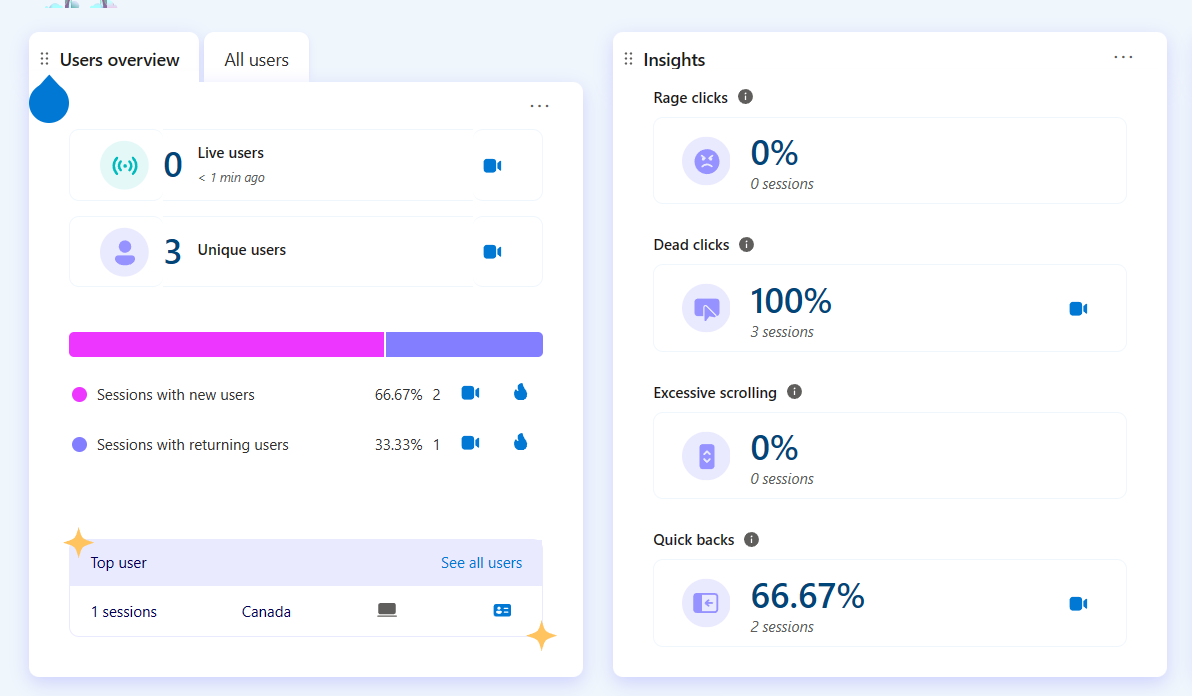 Users overview
All users
0
Live users
< 1 min ago
3
Unique users
Sessions with new users 66.67% 2
Sessions with returning users 33.33% 1
Top user See all users
1 sessions Canada
Insights
Rage clicks
0%
0 sessions
Dead clicks
100%
3 sessions
Excessive scrolling
0%
0 sessions
Quick backs
66.67%
2 sessions